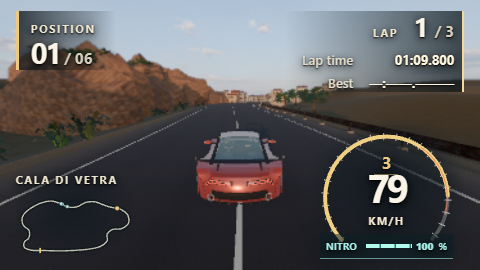 POSITION
01 / 06
LAP 1 / 3
Lap time 01:09.800
Best --:--.---
CALA DI VETRA
3
79
KM/H
NITRO 100 %